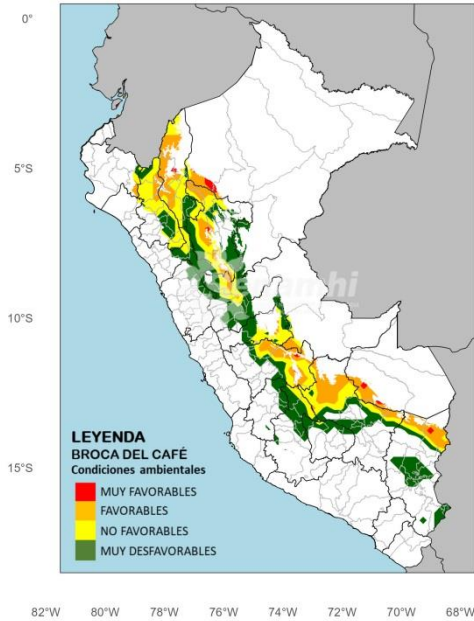 0°
5°S
10°S
15°S
senamhi
LEYENDA
BROCA DEL CAFÉ
Condiciones ambientales
MUY FAVORABLES
FAVORABLES
NO FAVORABLES
MUY DESFAVORABLES
82°W 80°W 78°W 76°W 74°W 72°W 70°W 68°W